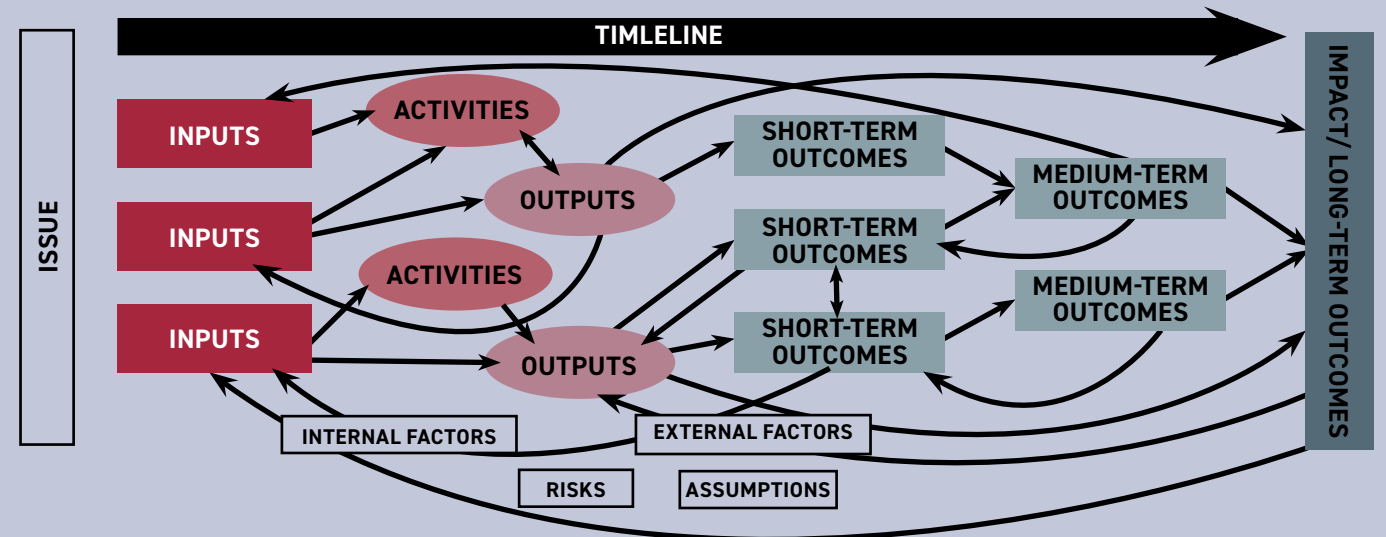 TIMLELINE
ISSUE
INPUTS
INPUTS
INPUTS
ACTIVITIES
OUTPUTS
ACTIVITIES
OUTPUTS
SHORT-TERM
OUTCOMES
SHORT-TERM
OUTCOMES
SHORT-TERM
OUTCOMES
MEDIUM-TERM
OUTCOMES
MEDIUM-TERM
OUTCOMES
IMPACT/ LONG-TERM OUTCOMES
INTERNAL FACTORS
EXTERNAL FACTORS
RISKS
ASSUMPTIONS